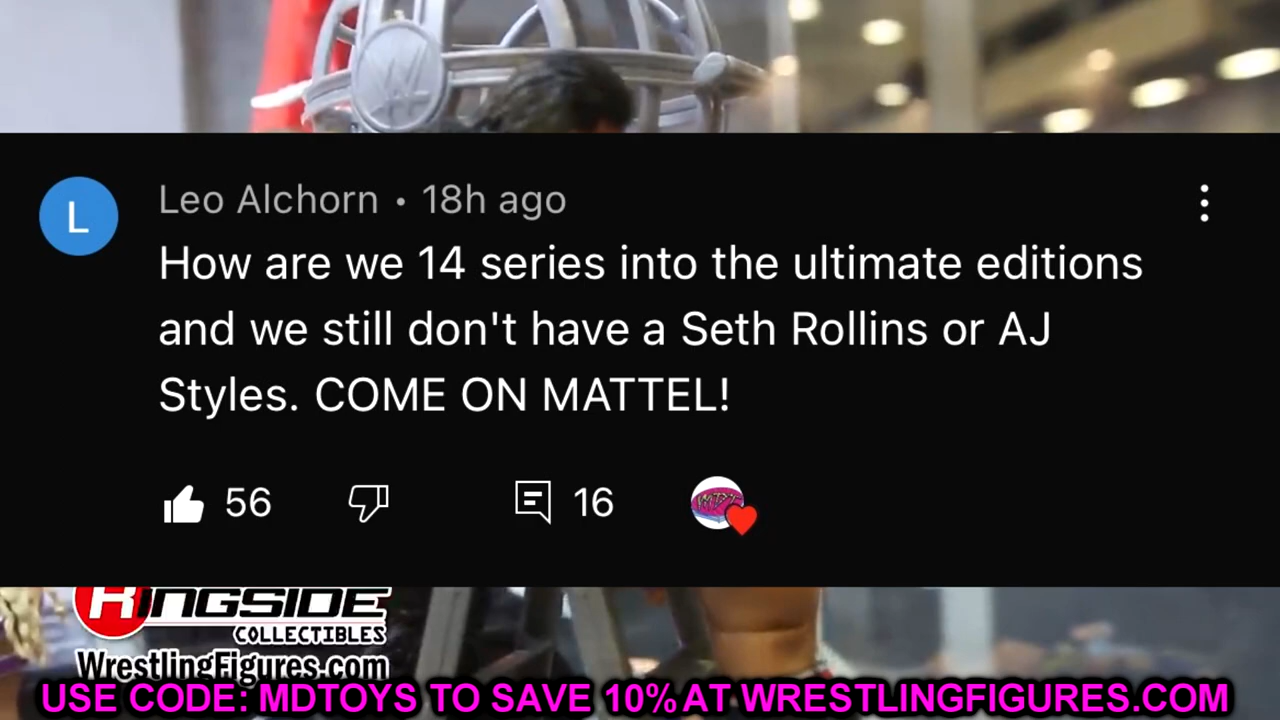 L
Leo Alchorn • 18h ago
How are we 14 series into the ultimate editions
and we still don't have a Seth Rollins or AJ
Styles. COME ON MATTEL!
56
16
RINGSIDE
COLLECTIBLES
WrestlingFigures.com
USE CODE: MDTOYS TO SAVE 10% AT WRESTLINGFIGURES.COM